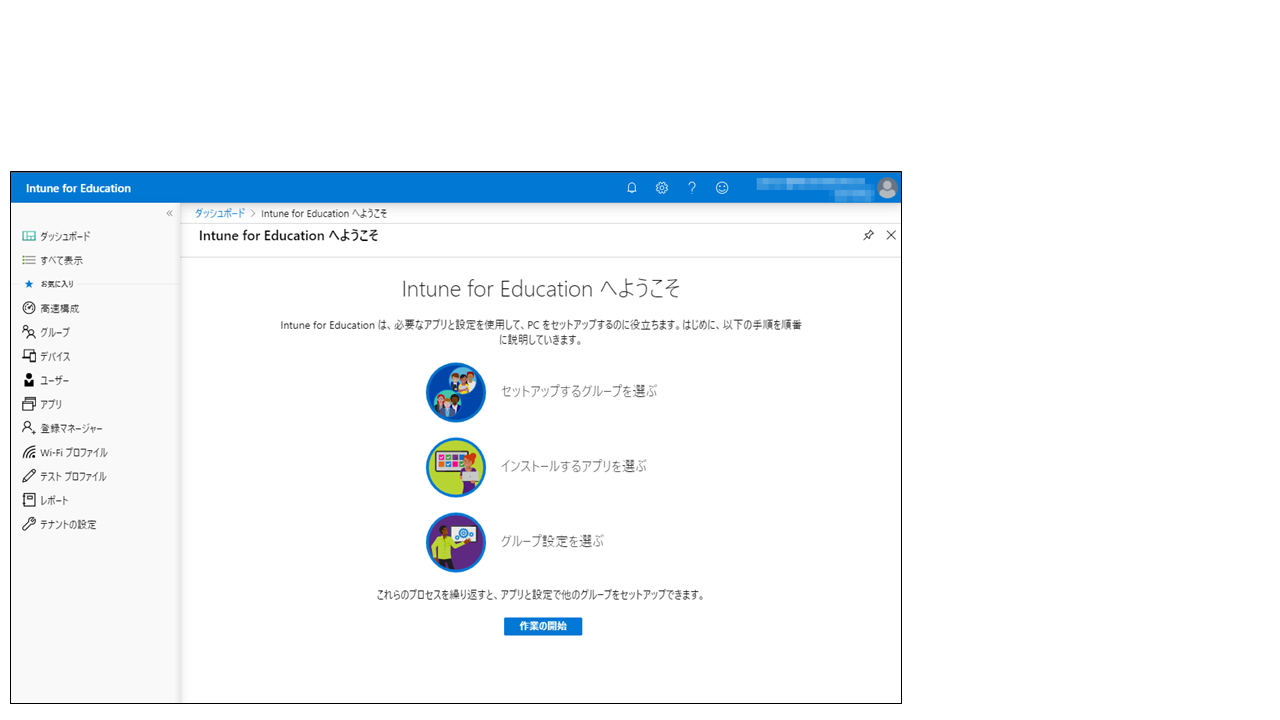 Intune for Education
ダッシュボード > Intune for Education へようこそ
Intune for Education へようこそ
ダッシュボード
すべて表示
お気に入り
高速構成
グループ
デバイス
ユーザー
アプリ
登録マネージャー
Wi-Fi プロファイル
テスト プロファイル
レポート
テナントの設定
Intune for Education へようこそ
Intune for Education は、必要なアプリと設定を使用して、PC をセットアップするのに役立ちます。はじめに、以下の手順を順番
に説明していきます。
セットアップするグループを選ぶ
インストールするアプリを選ぶ
グループ設定を選ぶ
これらのプロセスを繰り返すと、アプリと設定で他のグループをセットアップできます。
作業の開始